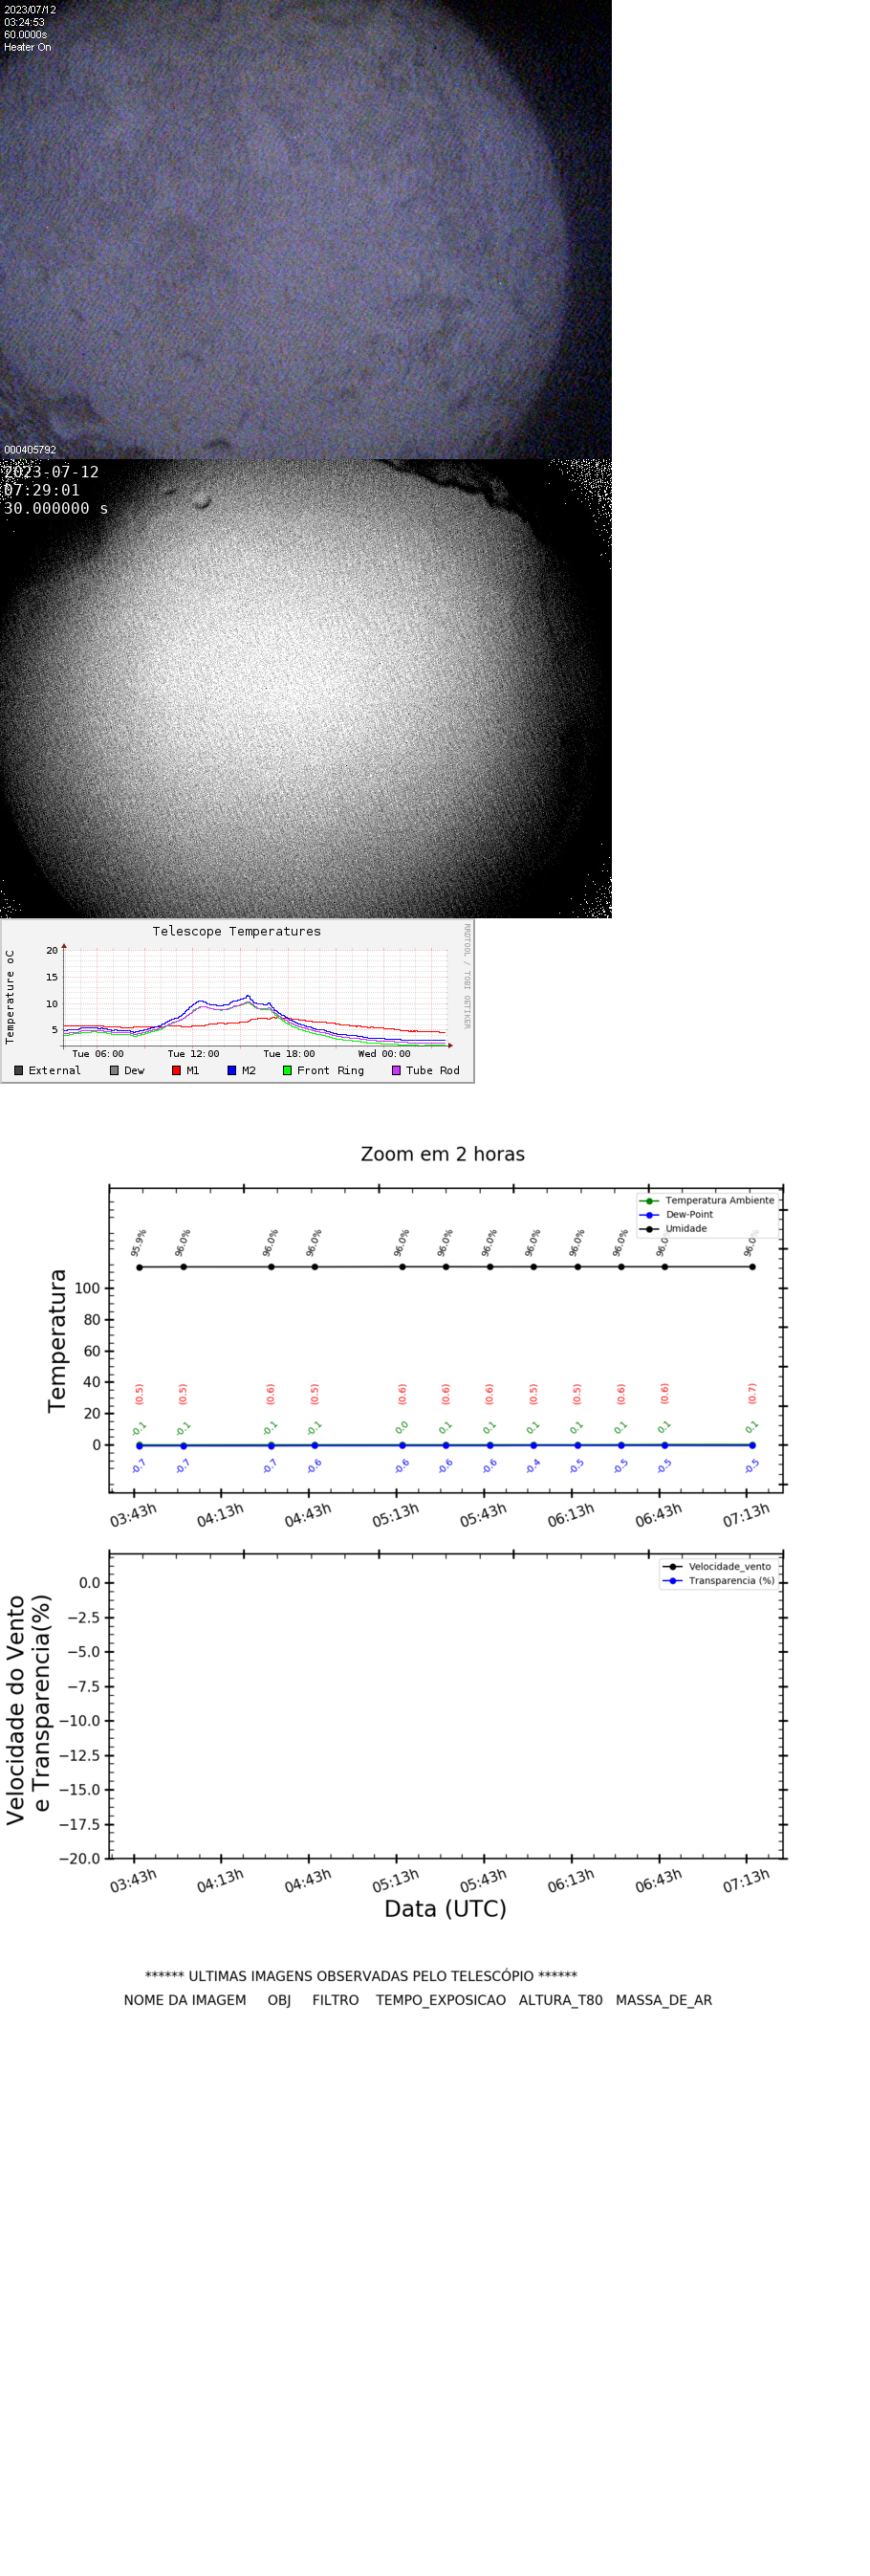 2023/07/12
03:24:53
60.0000s
Heater On
000405792
2023-07-12
07:29:01
30.000000 s
Telescope Temperatures
RRDTOOL / TOBI OETIKER
Temperature oC
20
15
10
5
Tue 06:00 Tue 12:00 Tue 18:00 Wed 00:00
External Dew M1 M2 Front Ring Tube Rod
Zoom em 2 horas
Temperatura Ambiente
Dew-Point
Umidade
95.9% 96.0% 96.0% 96.0% 96.0% 96.0% 96.0% 96.0% 96.0% 96.0% 96.0% 96.0%
Temperatura
100
80
60
40
20
0
(0.5) (0.5) (0.6) (0.5) (0.6) (0.6) (0.6) (0.5) (0.5) (0.6) (0.6) (0.7)
-0.1 -0.1 -0.1 -0.1 0.0 0.1 0.1 0.1 0.1 0.1 0.1 0.1
-0.7 -0.7 -0.7 -0.6 -0.6 -0.6 -0.6 -0.4 -0.5 -0.5 -0.5 -0.5
03:43h 04:13h 04:43h 05:13h 05:43h 06:13h 06:43h 07:13h
Velocidade_vento
Transparencia (%)
Velocidade do Vento
e Transparencia(%)
0.0
−2.5
−5.0
−7.5
−10.0
−12.5
−15.0
−17.5
−20.0
03:43h 04:13h 04:43h 05:13h 05:43h 06:13h 06:43h 07:13h
Data (UTC)
****** ULTIMAS IMAGENS OBSERVADAS PELO TELESCÓPIO ******
NOME DA IMAGEM OBJ FILTRO TEMPO_EXPOSICAO ALTURA_T80 MASSA_DE_AR